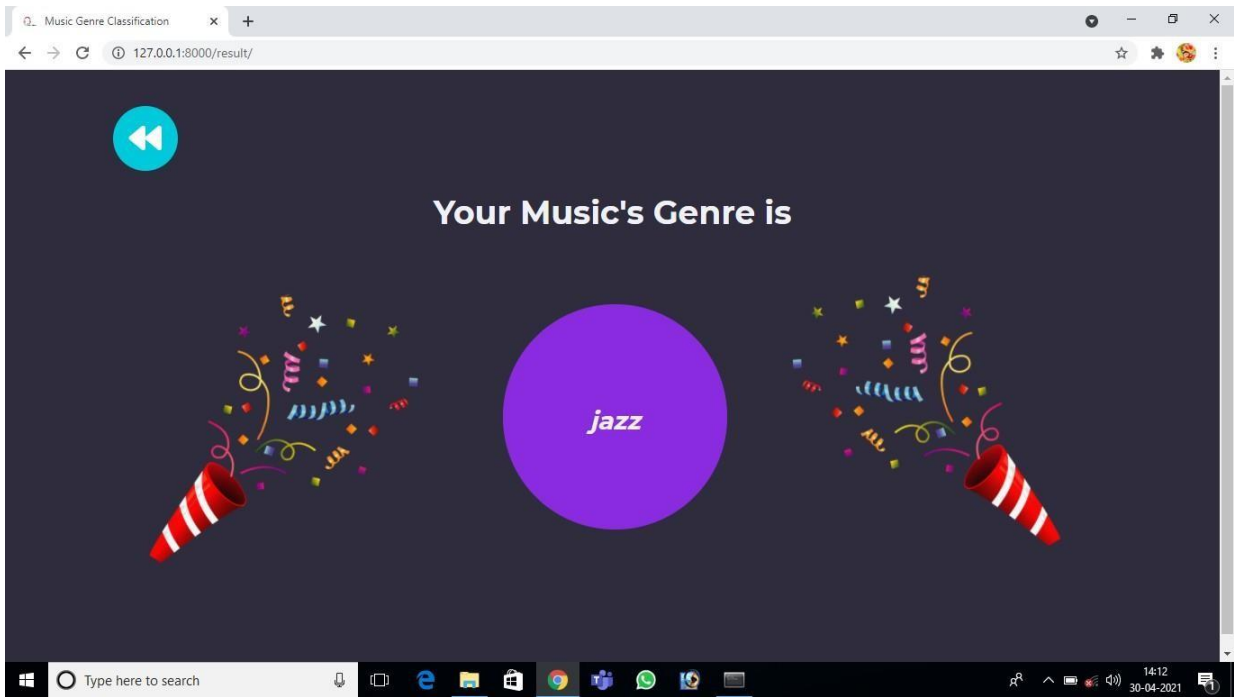 Music Genre Classification
127.0.0.1:8000/result/
Your Music's Genre is
jazz
Type here to search
14:12
30-04-2021
1